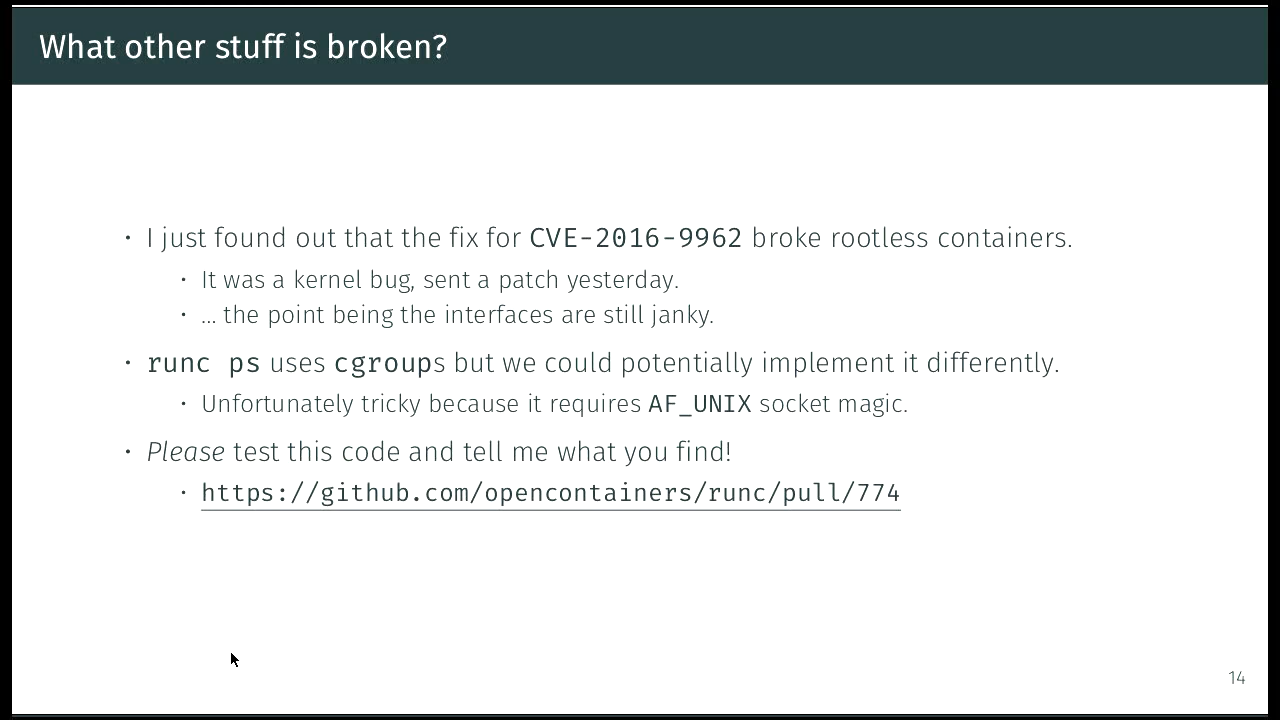 What other stuff is broken?
• I just found out that the fix for CVE-2016-9962 broke rootless containers.
• It was a kernel bug, sent a patch yesterday.
• ... the point being the interfaces are still janky.
• runc ps uses cgroups but we could potentially implement it differently.
• Unfortunately tricky because it requires AF_UNIX socket magic.
• Please test this code and tell me what you find!
• https://github.com/opencontainers/runc/pull/774
14